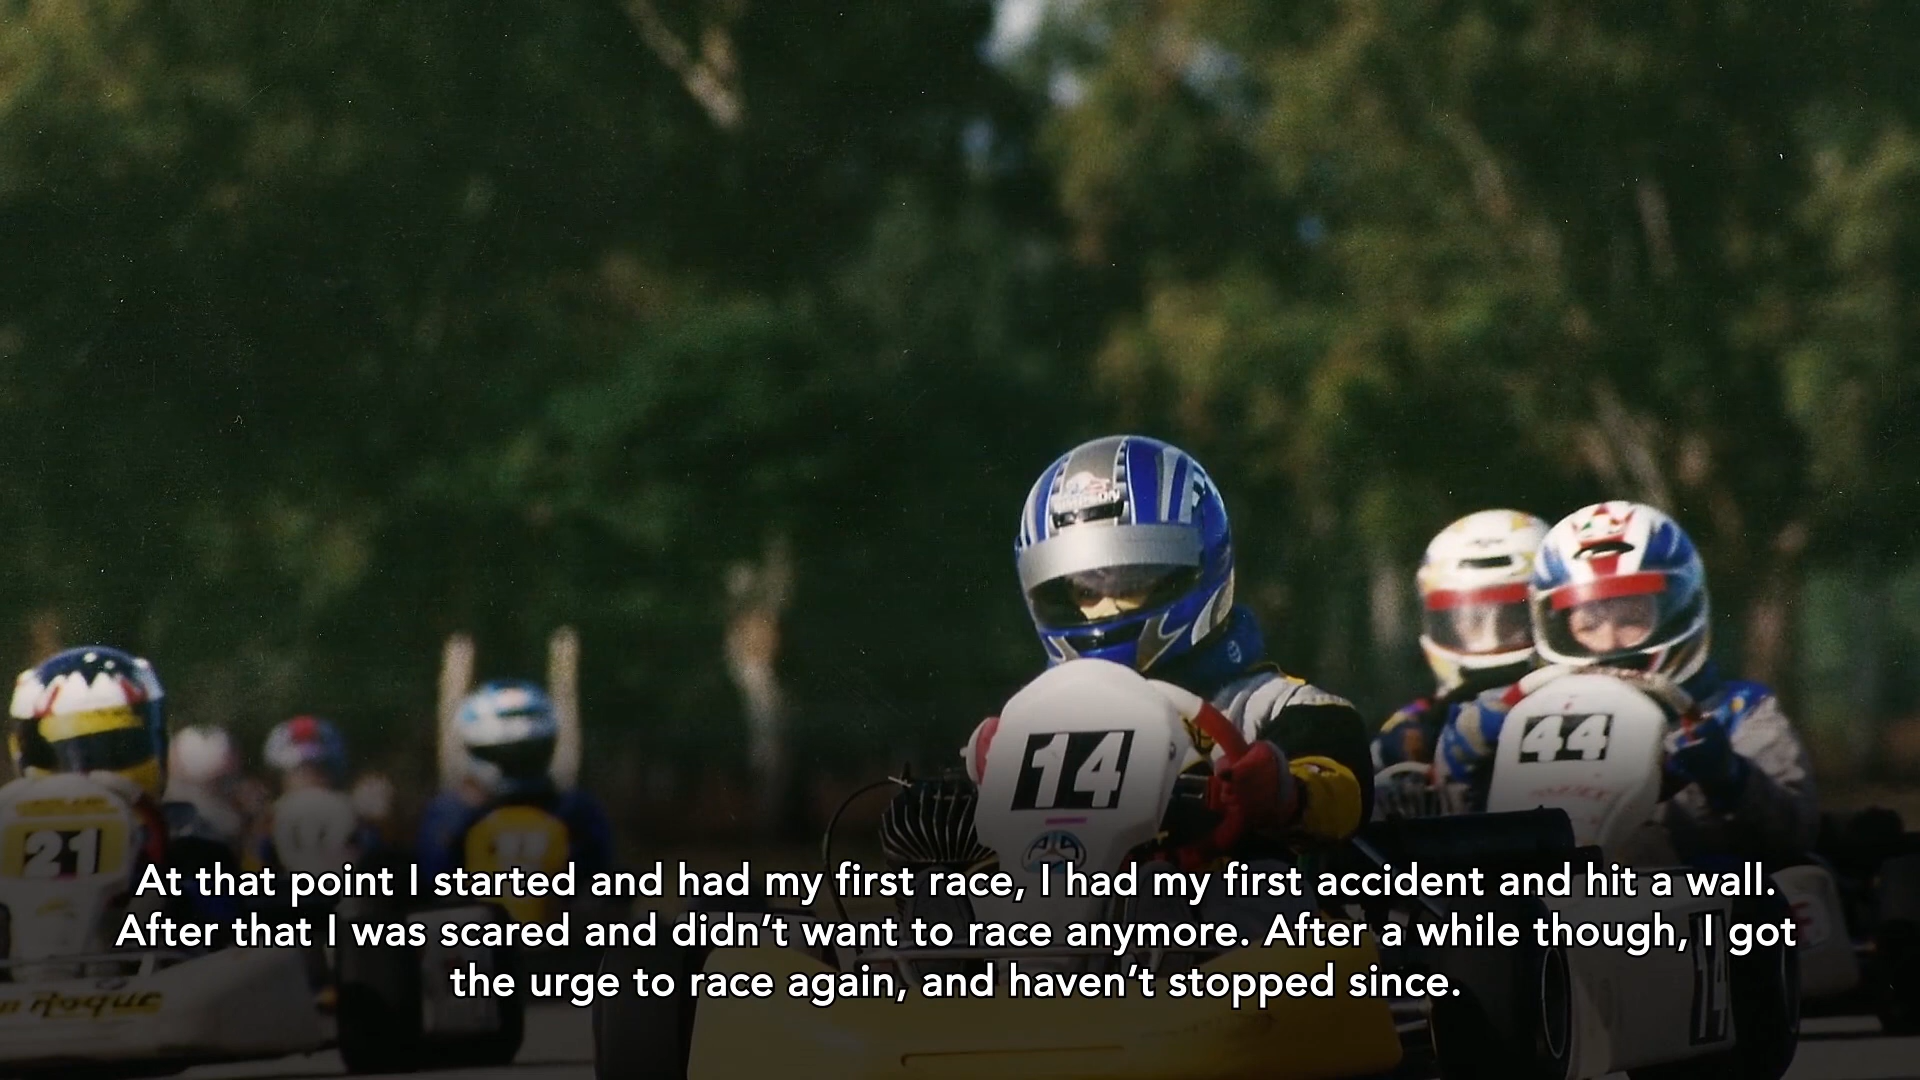 14
44
21
At that point I started and had my first race, I had my first accident and hit a wall.
After that I was scared and didn’t want to race anymore. After a while though, I got
the urge to race again, and haven’t stopped since.
n Roque
14